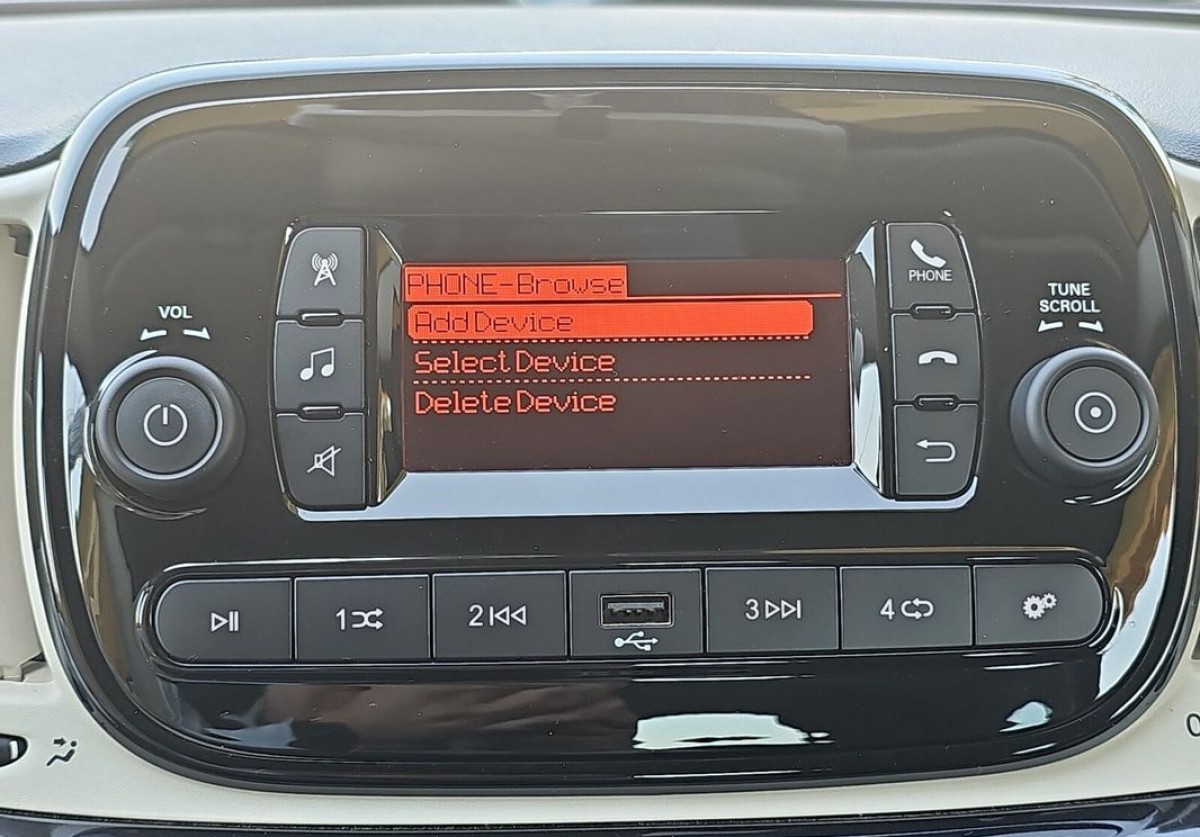 PHONE
VOL
TUNE
SCROLL
PHONE-Browse
Add Device
Select Device
Delete Device
1
2
3
4